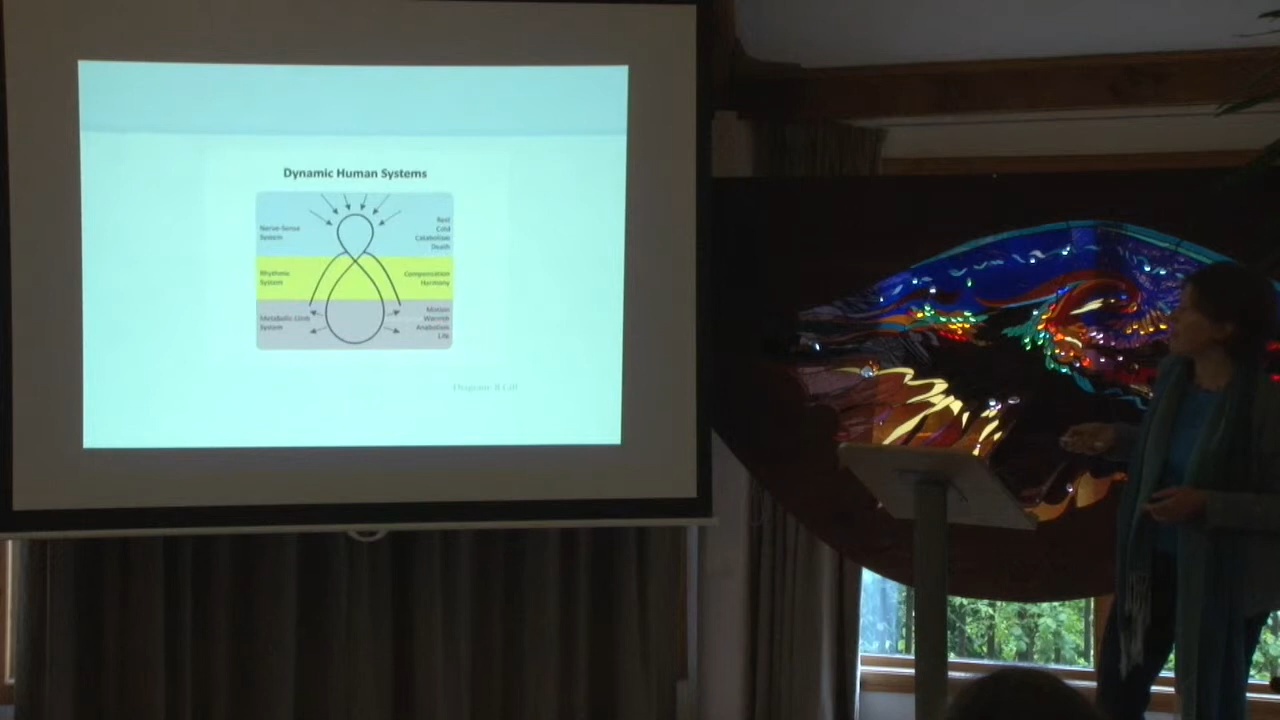 Dynamic Human Systems
Nerve-Sense
System
Rest
Cold
Catabolism
Death
Rhythmic
System
Compensation
Harmony
Metabolic-Limb
System
Motion
Warmth
Anabolism
Life